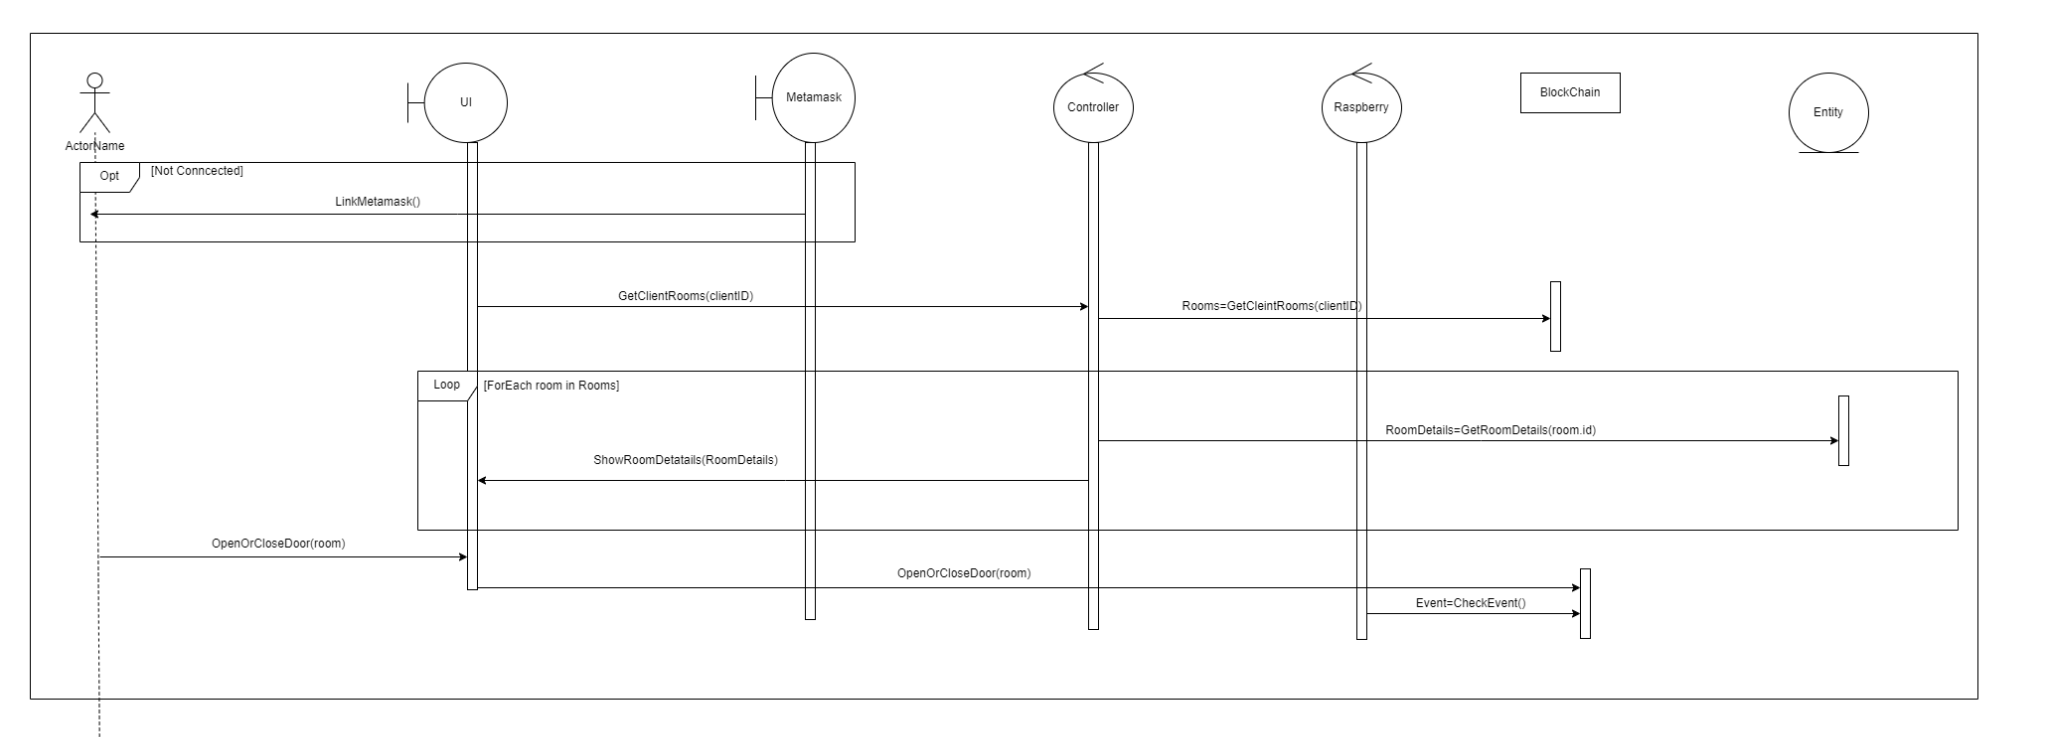 UI
Metamask
Controller
Raspberry
BlockChain
Entity
ActorName
Opt
[Not Conncected]
LinkMetamask()
GetClientRooms(clientID)
Rooms=GetCleintRooms(clientID)
Loop
[ForEach room in Rooms]
RoomDetails=GetRoomDetails(room.id)
ShowRoomDetatails(RoomDetails)
OpenOrCloseDoor(room)
OpenOrCloseDoor(room)
Event=CheckEvent()